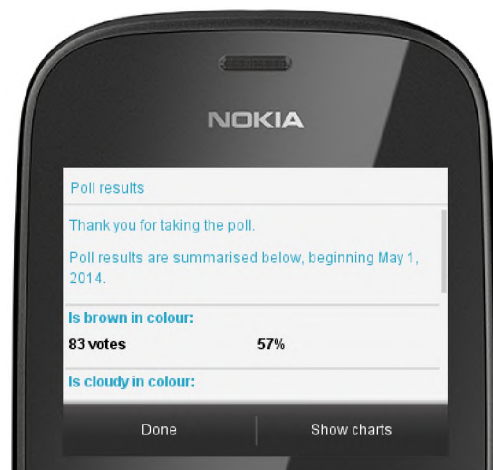 NOKIA
Poll results
Thank you for taking the poll.
Poll results are summarised below, beginning May 1,
2014.
Is brown in colour:
83 votes 57%
Is cloudy in colour:
Done Show charts